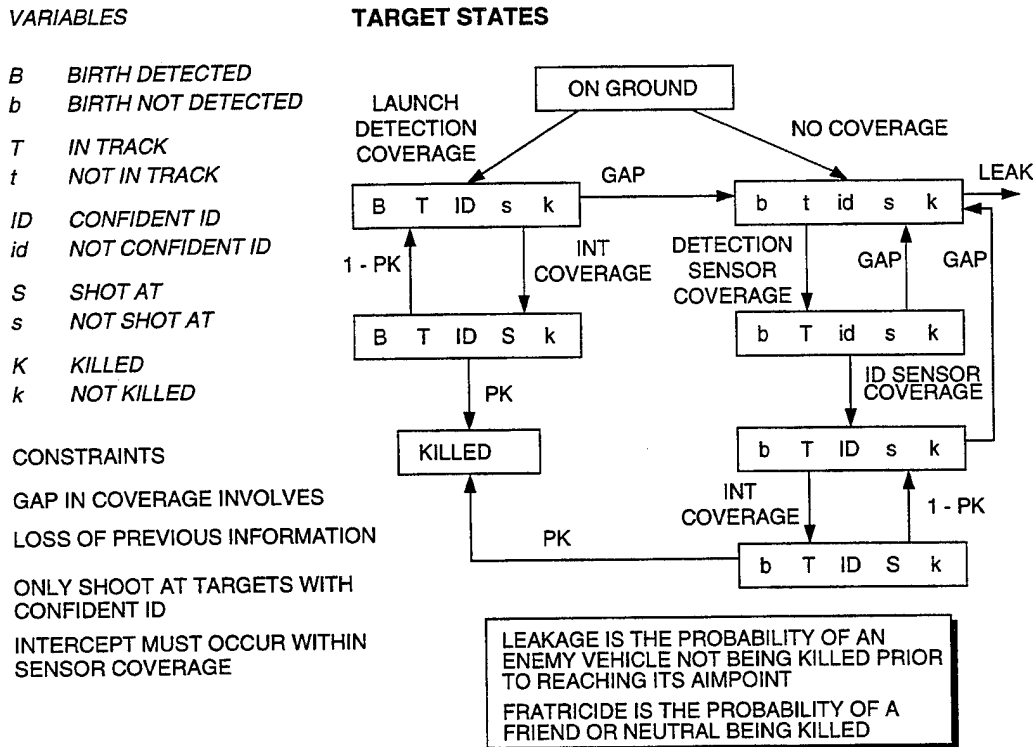 VARIABLES
TARGET STATES
B BIRTH DETECTED
b BIRTH NOT DETECTED
T IN TRACK
t NOT IN TRACK
ID CONFIDENT ID
id NOT CONFIDENT ID
S SHOT AT
s NOT SHOT AT
K KILLED
k NOT KILLED
CONSTRAINTS
GAP IN COVERAGE INVOLVES
LOSS OF PREVIOUS INFORMATION
ONLY SHOOT AT TARGETS WITH
CONFIDENT ID
INTERCEPT MUST OCCUR WITHIN
SENSOR COVERAGE
ON GROUND
LAUNCH
DETECTION
COVERAGE
NO COVERAGE
B T ID s k
GAP
b t id s k
LEAK
1 - PK
INT
COVERAGE
DETECTION
SENSOR
COVERAGE
GAP
GAP
B T ID S k
b T id s k
PK
ID SENSOR
COVERAGE
KILLED
b T ID s k
INT
COVERAGE
1 - PK
PK
b T ID S k
LEAKAGE IS THE PROBABILITY OF AN
ENEMY VEHICLE NOT BEING KILLED PRIOR
TO REACHING ITS AIMPOINT
FRATRICIDE IS THE PROBABILITY OF A
FRIEND OR NEUTRAL BEING KILLED